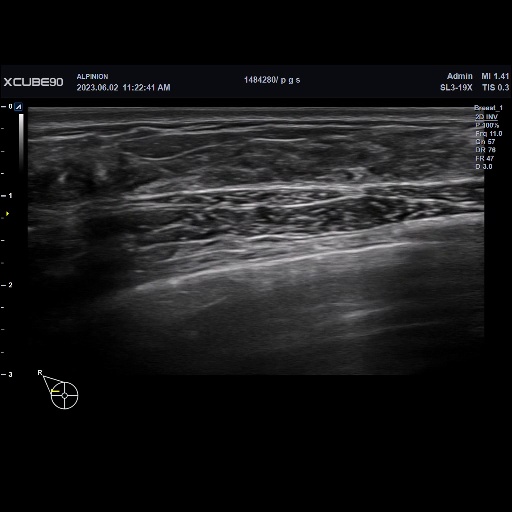 XCUBE90
ALPINION
2023.06.02 11:22:41 AM
1484280/ p g s
Admin MI 1.41
SL3-19X TIS 0.3
Breast_1
2D INV
P 100%
Frq 11.0
Gn 57
DR 76
FR 47
D 3.0
0
1
2
3
R